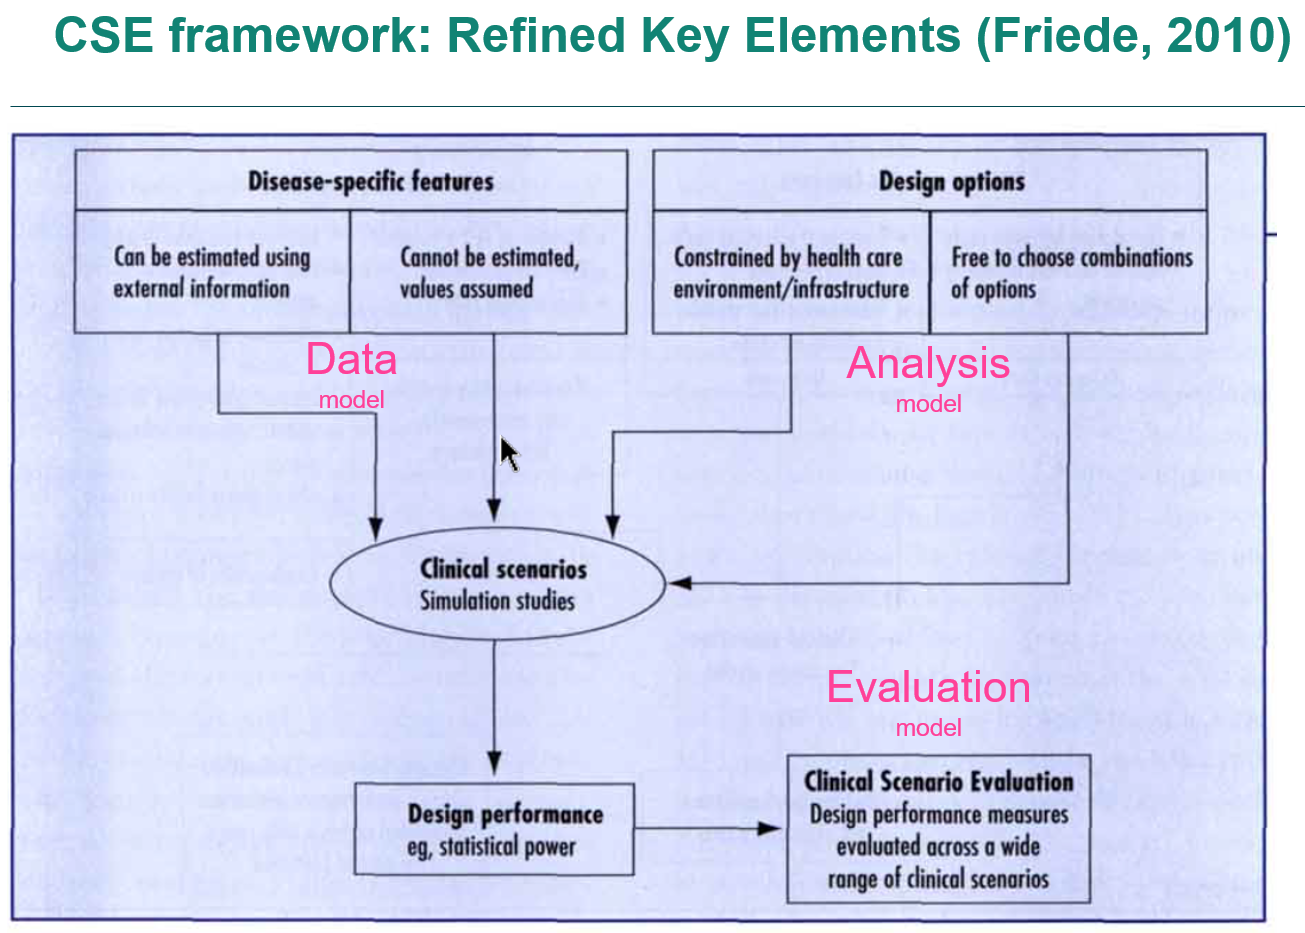 CSE framework: Refined Key Elements (Friede, 2010)
Disease-specific features
Design options
Can be estimated using
external information
Cannot be estimated,
values assumed
Constrained by health care
environment/infrastructure
Free to choose combinations
of options
Data
model
Analysis
model
Clinical scenarios
Simulation studies
Evaluation
model
Design performance
eg, statistical power
Clinical Scenario Evaluation
Design performance measures
evaluated across a wide
range of clinical scenarios